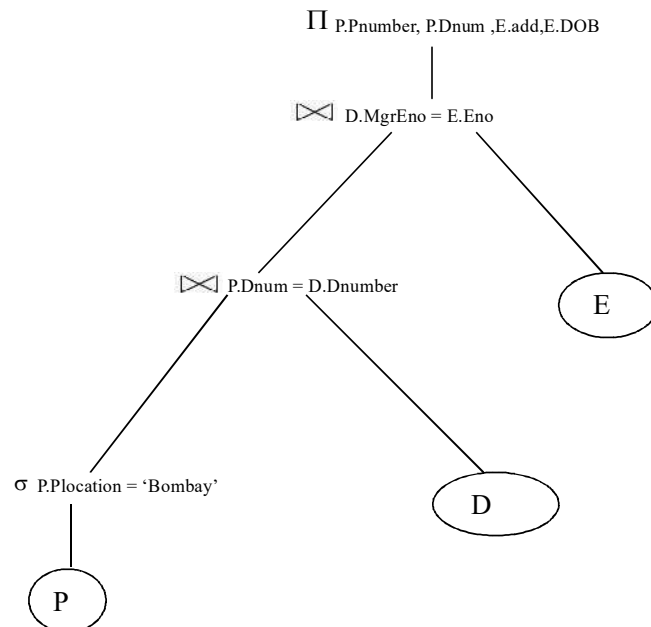 Π P.Pnumber, P.Dnum ,E.add,E.DOB
⋈ D.MgrEno = E.Eno
⋈ P.Dnum = D.Dnumber
E
σ P.Plocation = ‘Bombay’
D
P